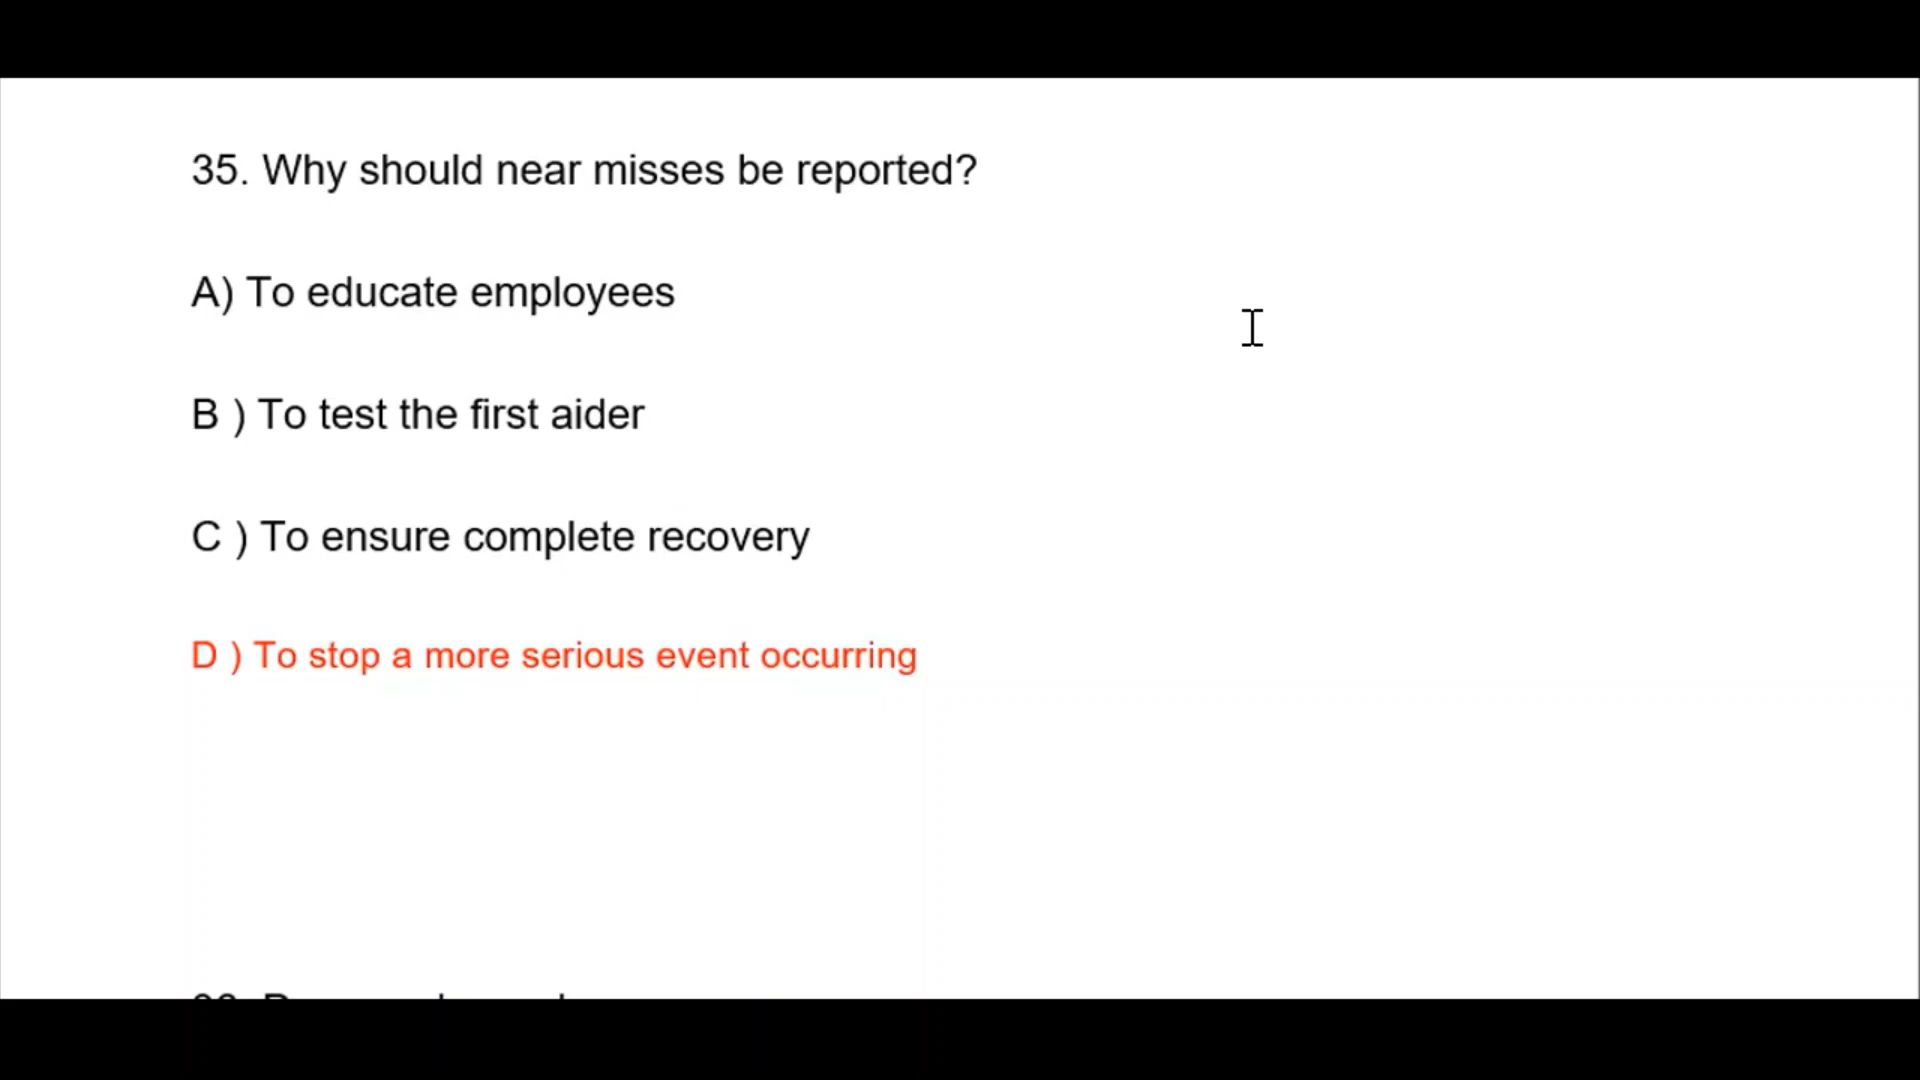 35. Why should near misses be reported?
A) To educate employees
B ) To test the first aider
C ) To ensure complete recovery
D ) To stop a more serious event occurring